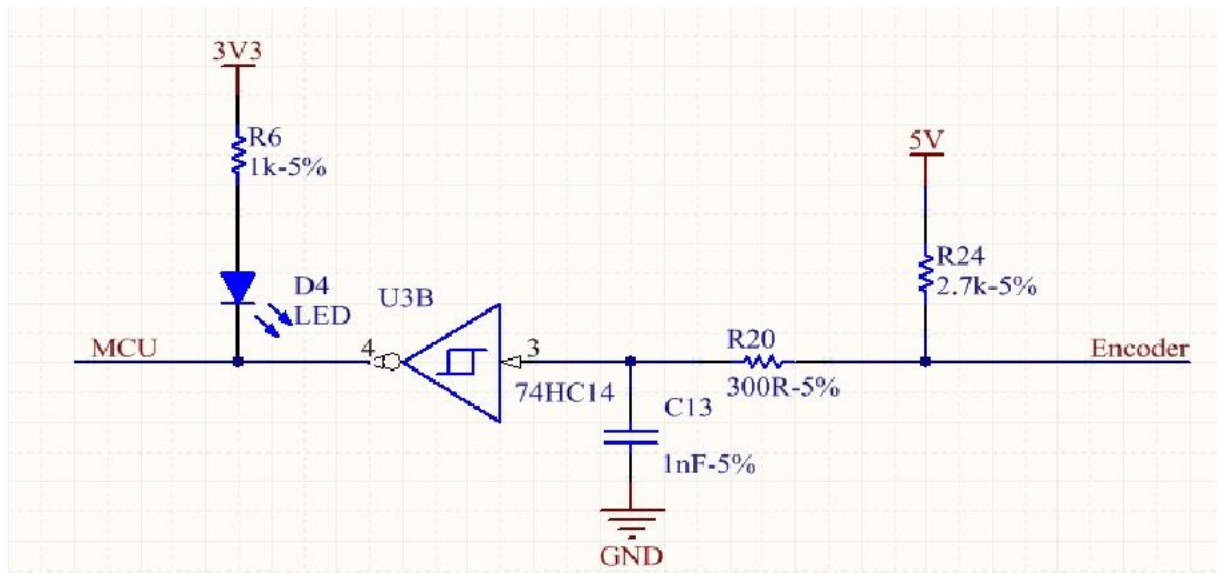 3V3
R6
1k-5%
5V
D4
LED
U3B
R24
2.7k-5%
MCU
4
3
R20
Encoder
74HC14
300R-5%
C13
1nF-5%
GND